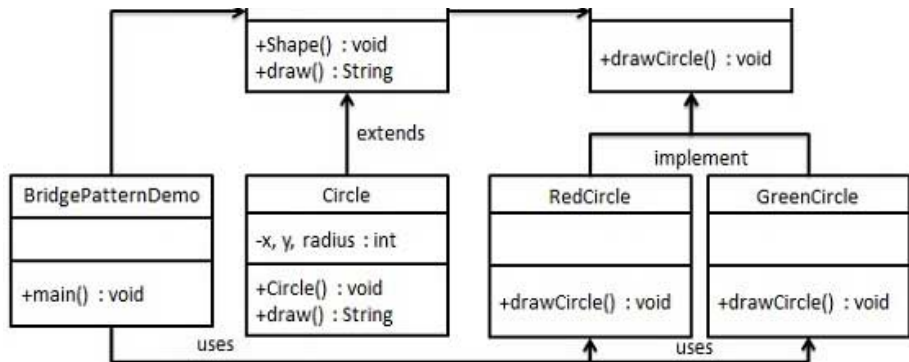 +Shape() : void
+draw() : String
+drawCircle() : void
extends
implement
BridgePatternDemo
+main() : void
Circle
-x, y, radius : int
+Circle() : void
+draw() : String
RedCircle
+drawCircle() : void
GreenCircle
+drawCircle() : void
uses
uses